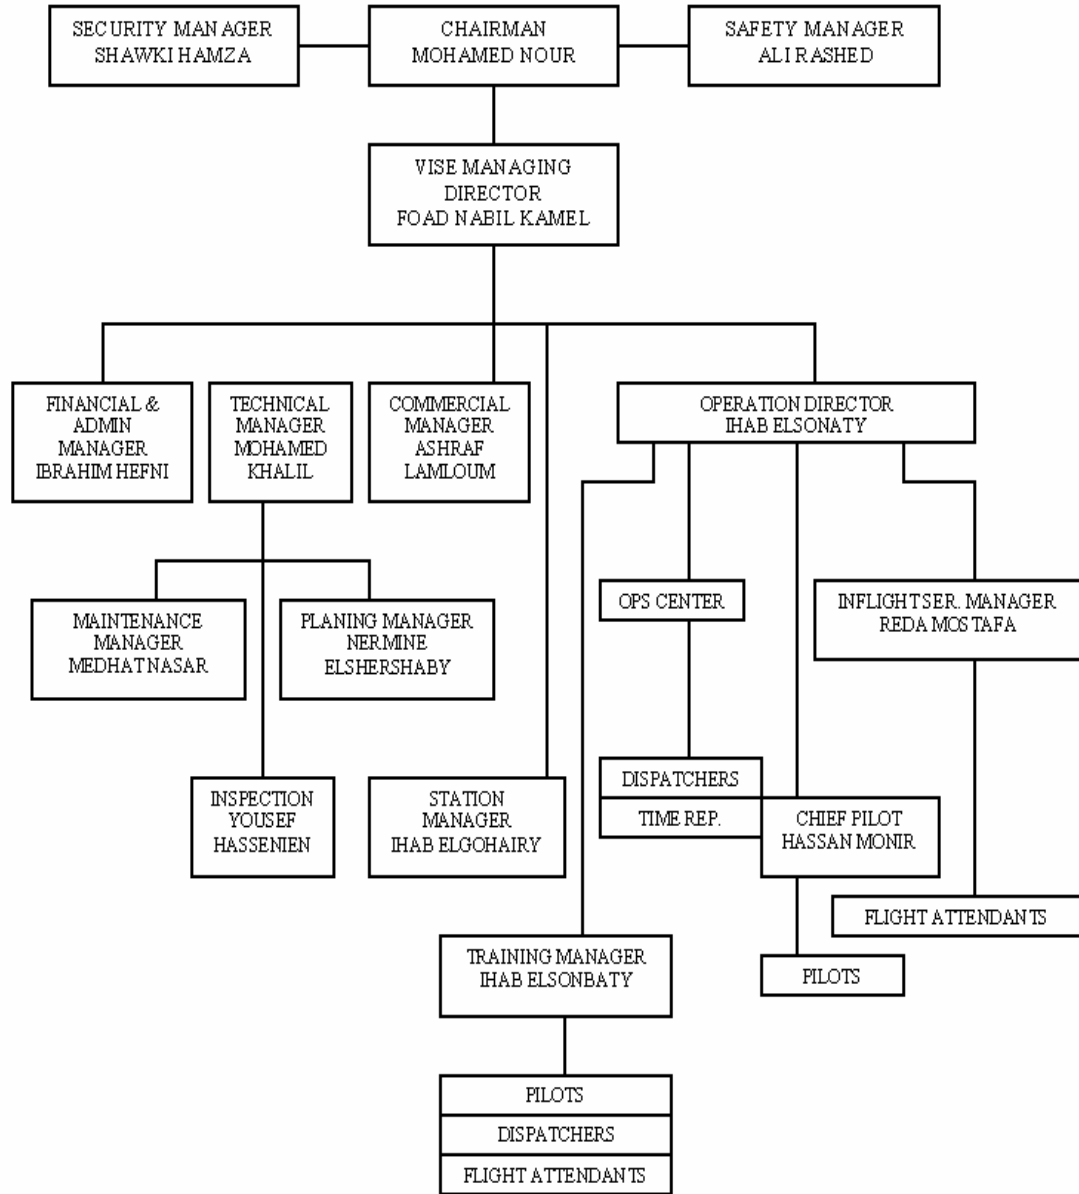 SECURITY MANAGER
SHAWKI HAMZA
CHAIRMAN
MOHAMED NOUR
SAFETY MANAGER
ALI RASHED
VISE MANAGING
DIRECTOR
FOAD NABIL KAMEL
FINANCIAL &
ADMIN
MANAGER
IBRAHIM HEFNI
TECHNICAL
MANAGER
MOHAMED
KHALIL
COMMERCIAL
MANAGER
ASHRAF
LAMLOUM
OPERATION DIRECTOR
IHAB ELSONATY
MAINTENANCE
MANAGER
MEDHAT NASAR
PLANING MANAGER
NERMINE
ELSHERSHABY
OPS CENTER
INFLIGHT SER. MANAGER
REDA MOSTAFA
INSPECTION
YOUSEF
HASSENIEN
STATION
MANAGER
IHAB ELGOHAIRY
DISPATCHERS
TIME REP.
CHIEF PILOT
HASSAN MONIR
FLIGHT ATTENDANTS
TRAINING MANAGER
IHAB ELSONBATY
PILOTS
PILOTS
DISPATCHERS
FLIGHT ATTENDANTS